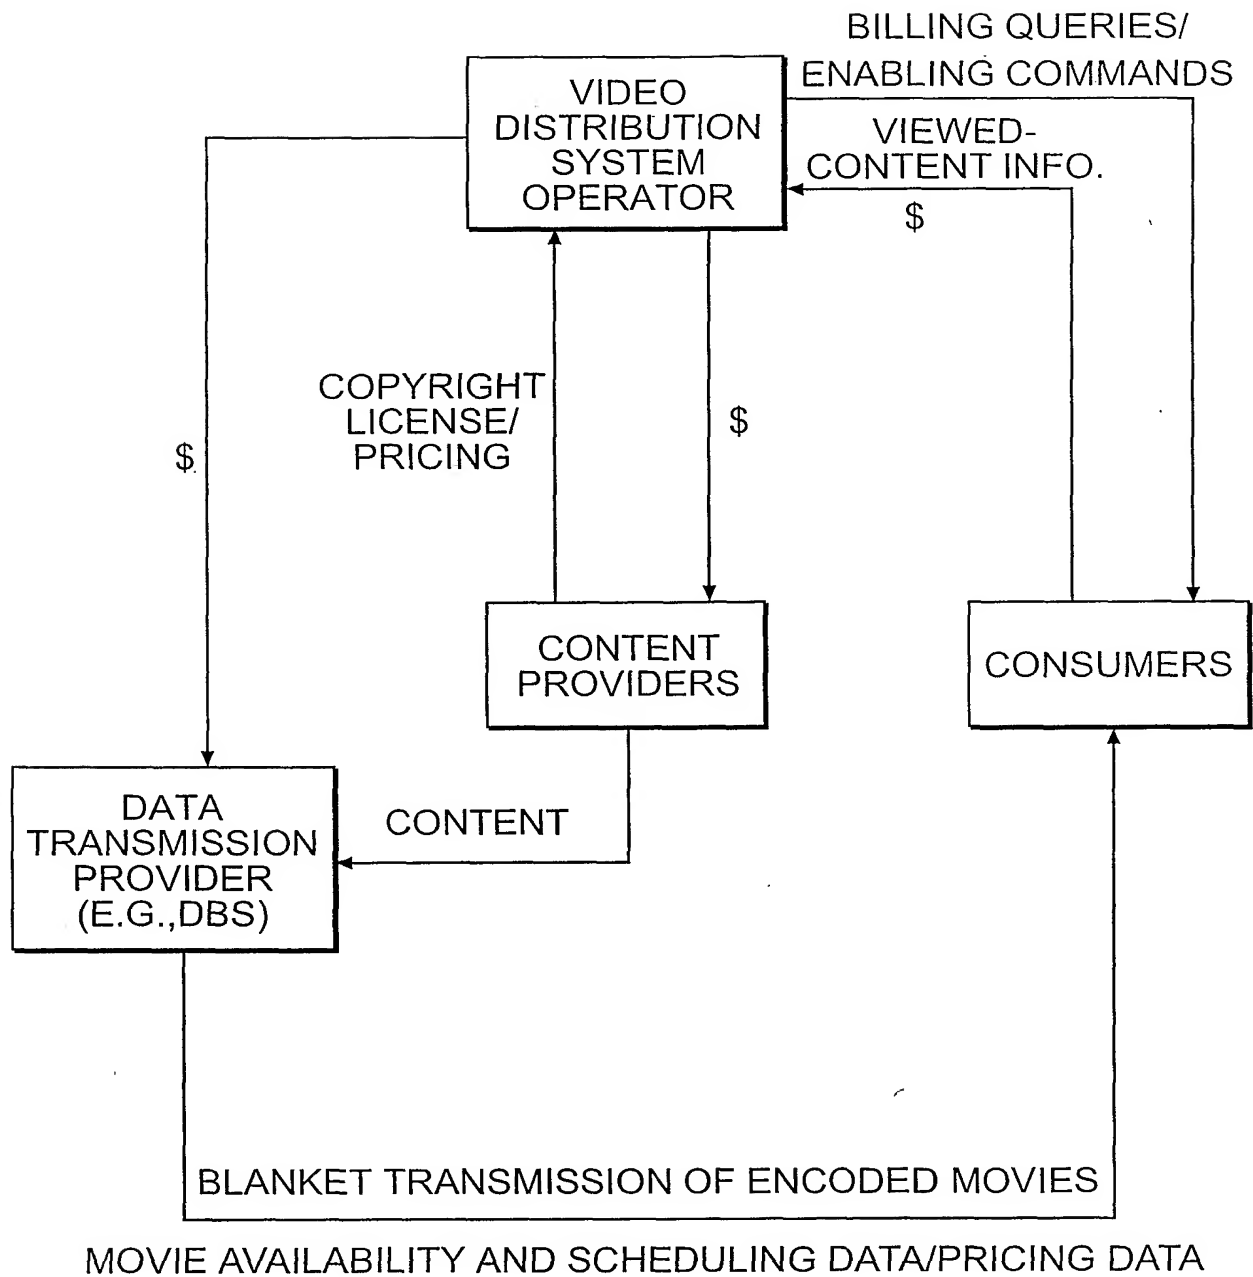 BILLING QUERIES/
ENABLING COMMANDS
VIDEO
DISTRIBUTION
SYSTEM
OPERATOR
VIEWED-
CONTENT INFO.
$
COPYRIGHT
LICENSE/
PRICING
$
$
CONTENT
PROVIDERS
CONSUMERS
DATA
TRANSMISSION
PROVIDER
(E.G.,DBS)
CONTENT
BLANKET TRANSMISSION OF ENCODED MOVIES
MOVIE AVAILABILITY AND SCHEDULING DATA/PRICING DATA